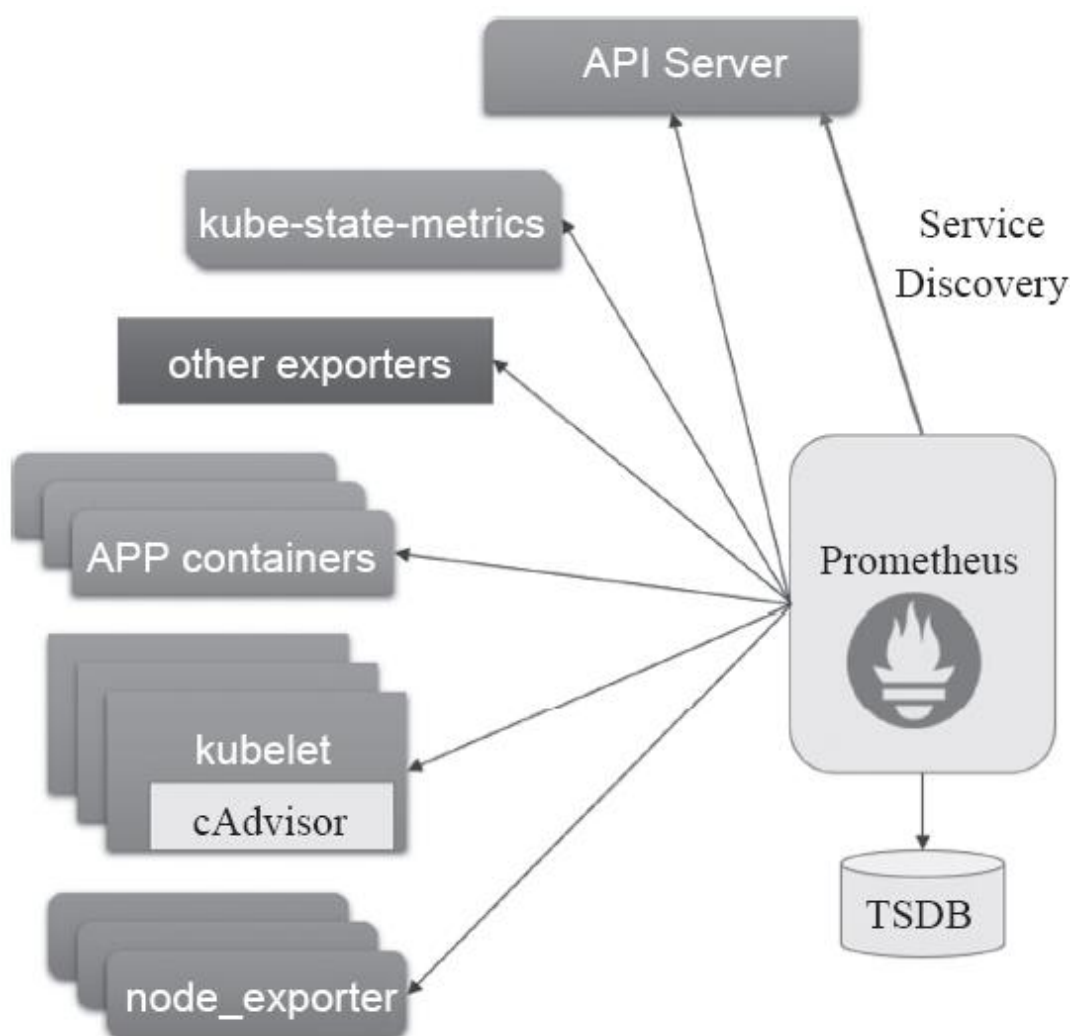 API Server
kube-state-metrics
Service
Discovery
other exporters
APP containers
Prometheus
kubelet
cAdvisor
TSDB
node_exporter